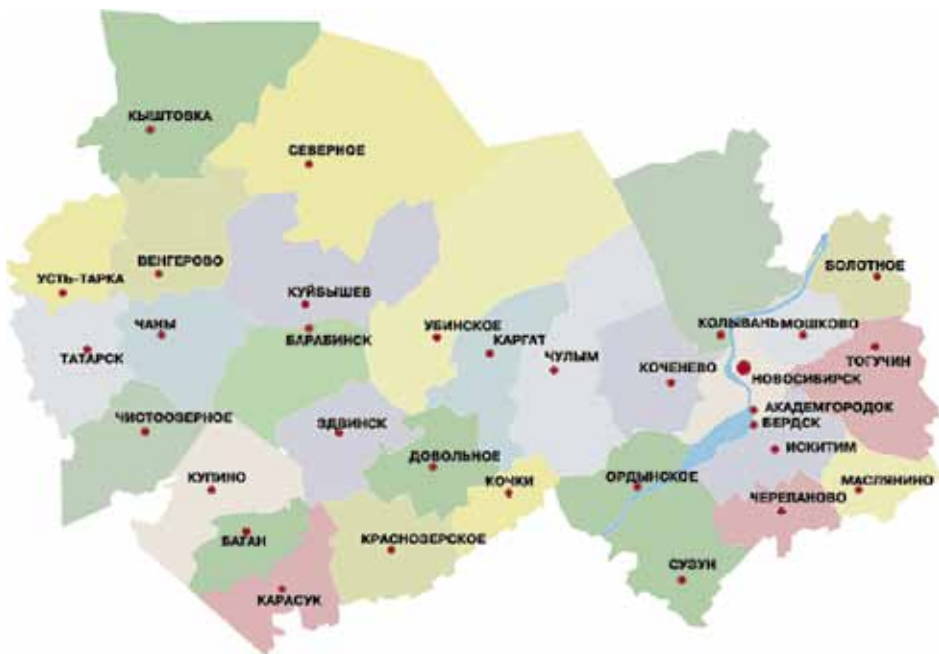 КЫШТОВКА
СЕВЕРНОЕ
ВЕНГЕРОВО
БОЛОТНОЕ
УСТЬ-ТАРКА
КУЙБЫШЕВ
ЧАНЫ
УБИНСКОЕ
КОЛЫВАНЬ
МОШКОВО
БАРАБИНСК
КАРГАТ
ТАТАРСК
ЧУЛЫМ
КОЧЕНЕВО
ТОГУЧИН
НОВОСИБИРСК
ЧИСТООЗЕРНОЕ
АКАДЕМГОРОДОК
ЗДВИНСК
БЕРДСК
ИСКИТИМ
ДОВОЛЬНОЕ
КУПИНО
КОЧКИ
ОРДЫНСКОЕ
МАСЛЯНИНО
ЧЕРЕПАНОВО
БАГАН
КРАСНОЗЕРСКОЕ
СУЗУН
КАРАСУК